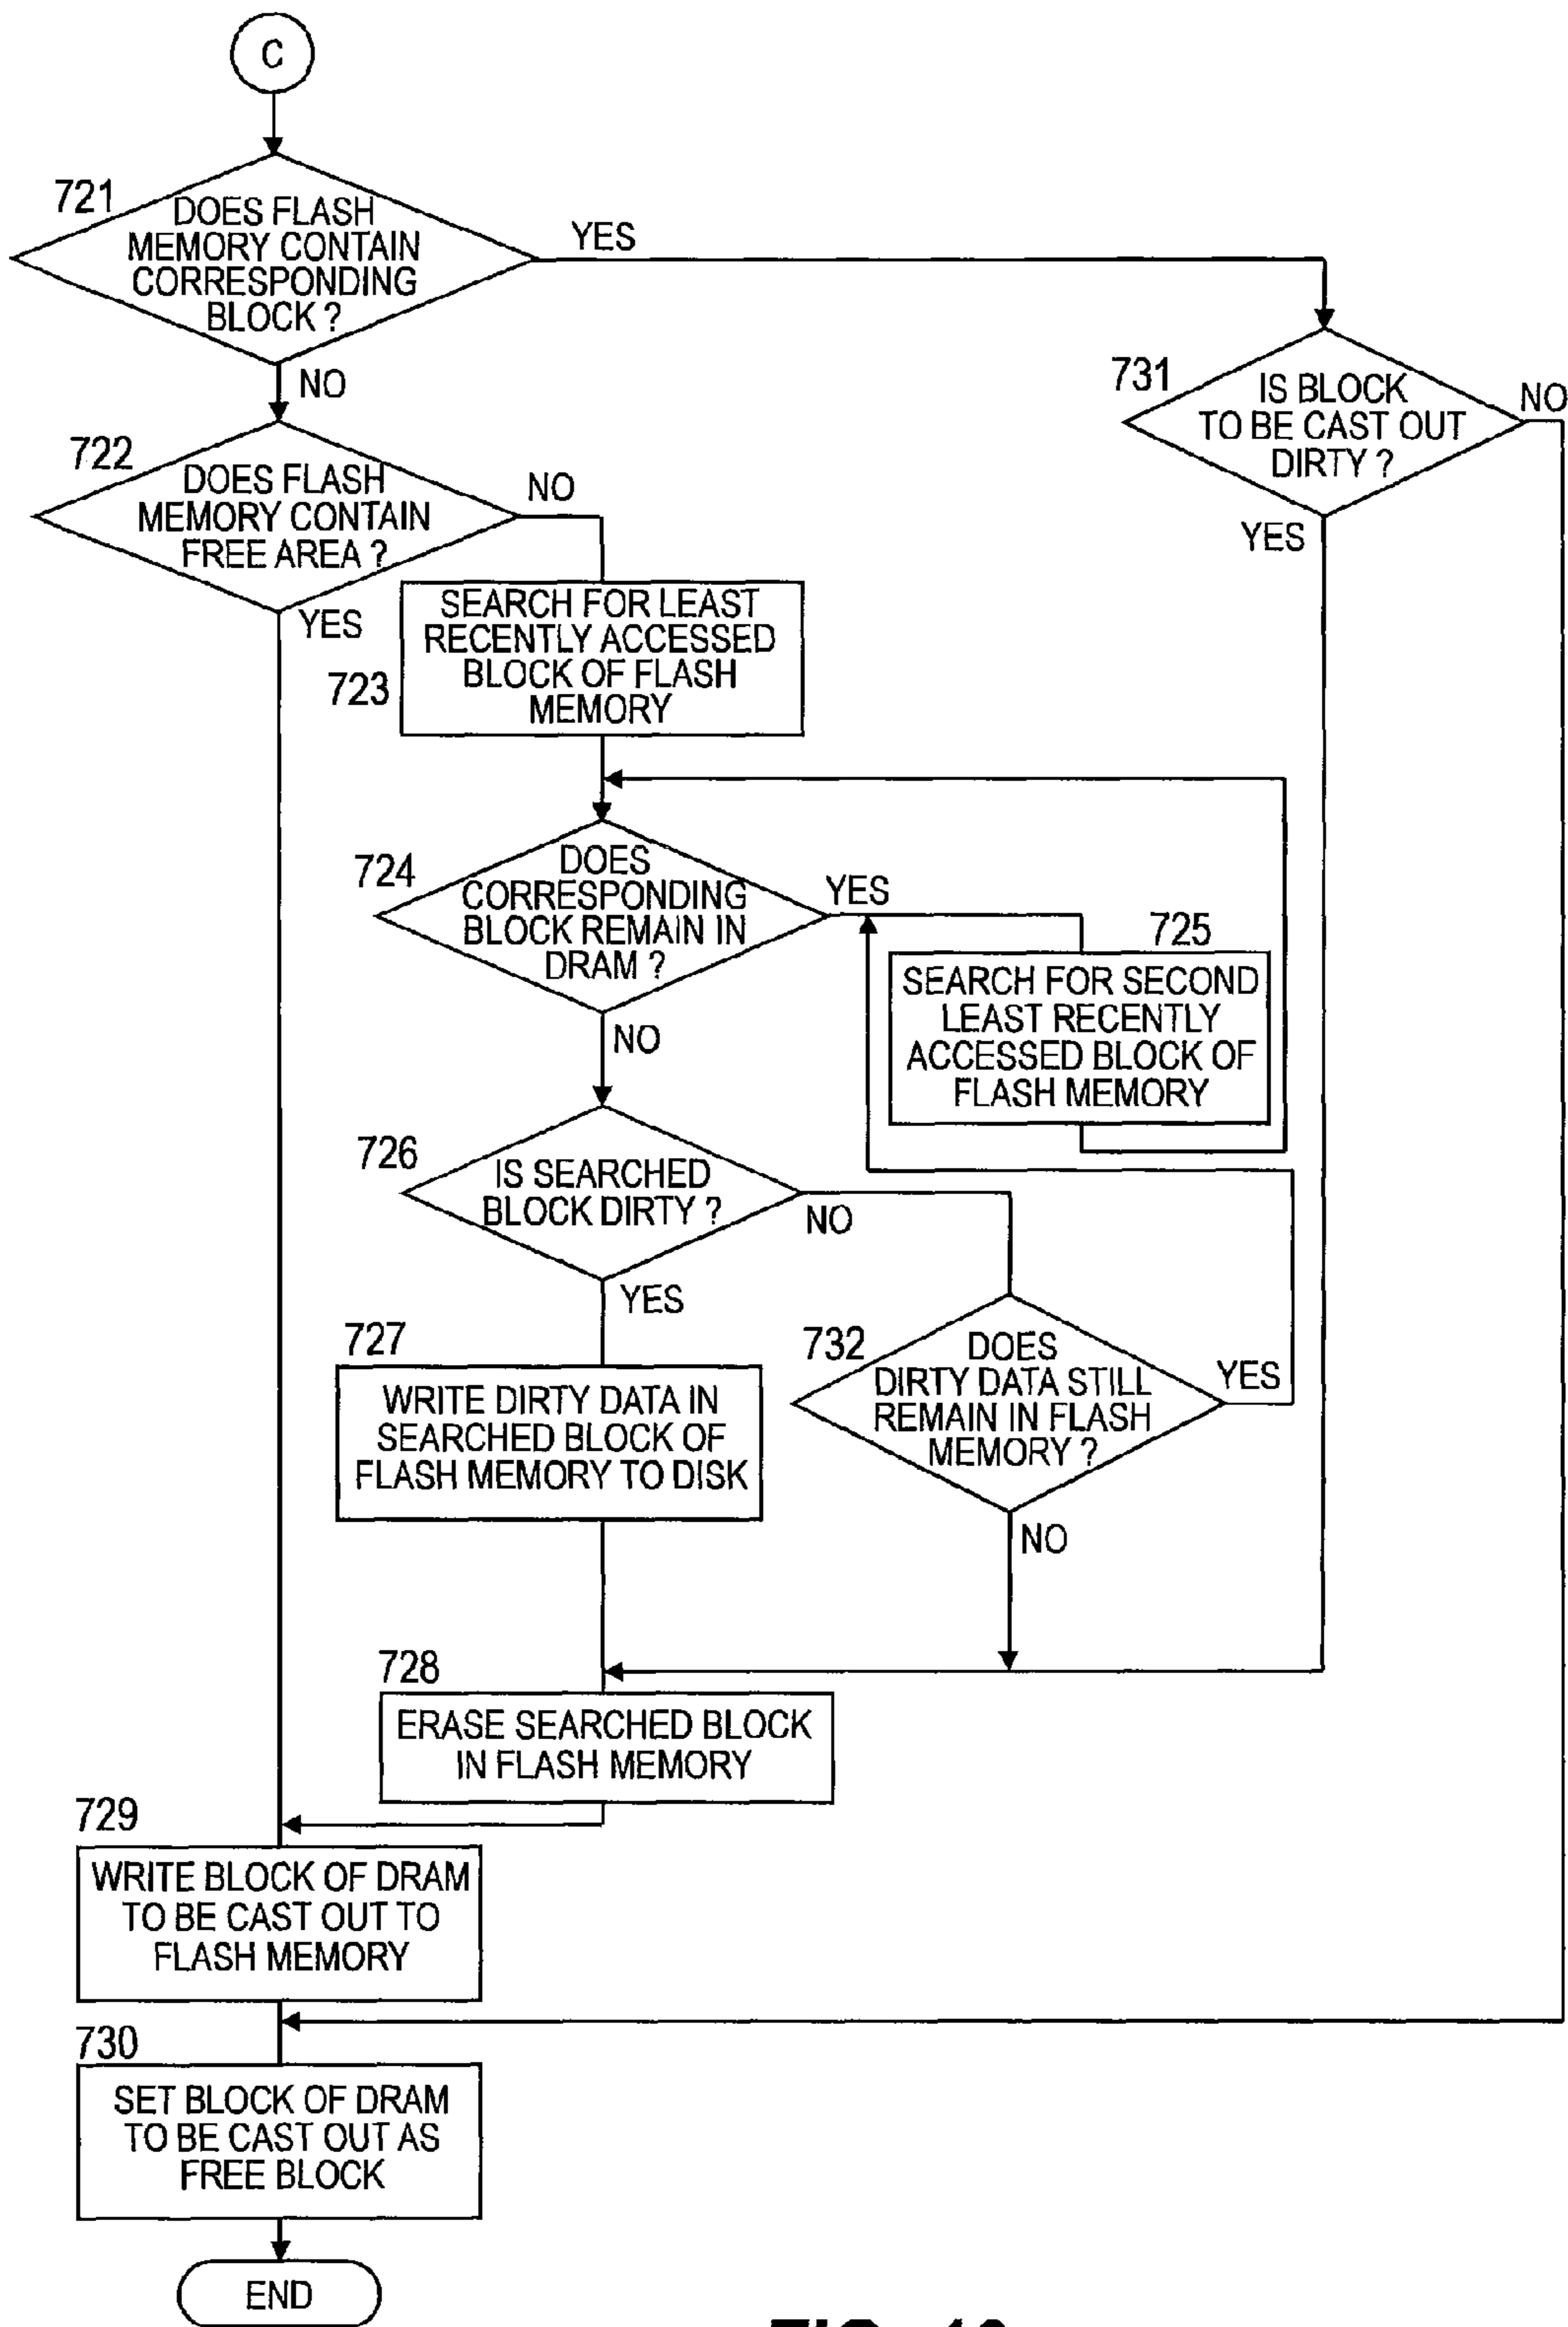 C
721
DOES FLASH
MEMORY CONTAIN
CORRESPONDING
BLOCK ?
YES
NO
731
IS BLOCK
TO BE CAST OUT
DIRTY ?
NO
YES
722
DOES FLASH
MEMORY CONTAIN
FREE AREA ?
NO
YES
723
SEARCH FOR LEAST
RECENTLY ACCESSED
BLOCK OF FLASH
MEMORY
724
DOES
CORRESPONDING
BLOCK REMAIN IN
DRAM ?
YES
NO
725
SEARCH FOR SECOND
LEAST RECENTLY
ACCESSED BLOCK OF
FLASH MEMORY
726
IS SEARCHED
BLOCK DIRTY ?
NO
YES
727
WRITE DIRTY DATA IN
SEARCHED BLOCK OF
FLASH MEMORY TO DISK
732
DOES
DIRTY DATA STILL
REMAIN IN FLASH
MEMORY ?
YES
NO
728
ERASE SEARCHED BLOCK
IN FLASH MEMORY
729
WRITE BLOCK OF DRAM
TO BE CAST OUT TO
FLASH MEMORY
730
SET BLOCK OF DRAM
TO BE CAST OUT AS
FREE BLOCK
END